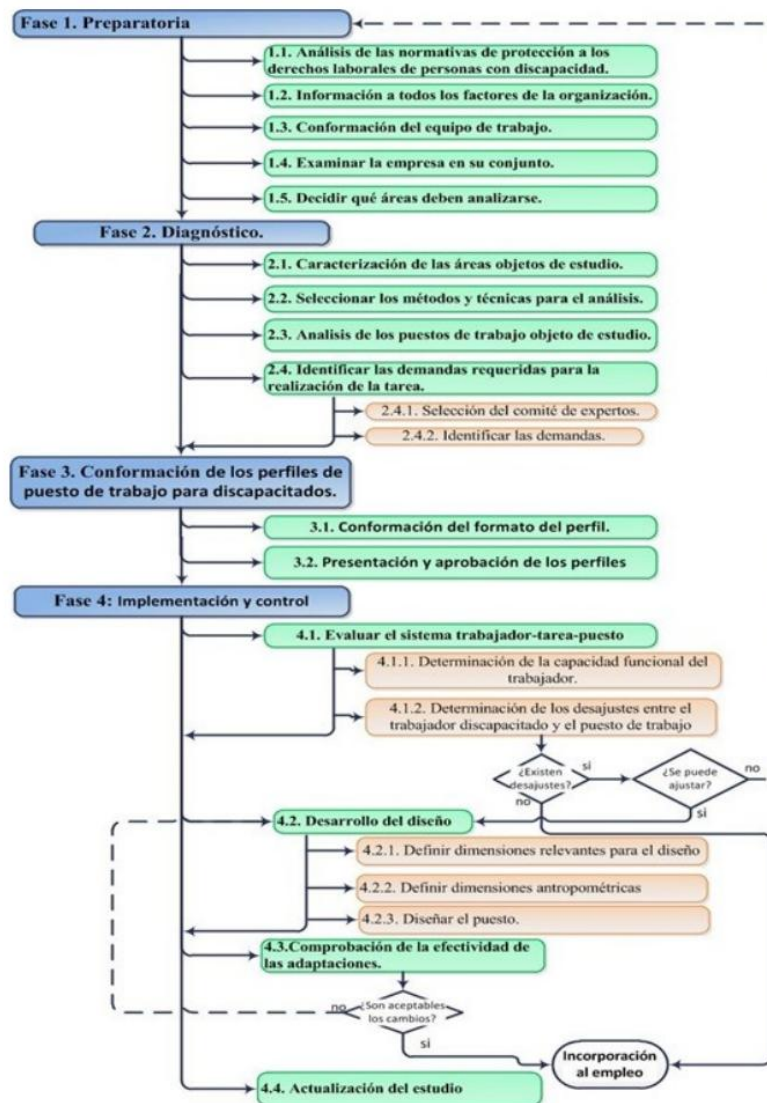 Fase 1. Preparatoria
1.1. Análisis de las normativas de protección a los
derechos laborales de personas con discapacidad.
1.2. Información a todos los factores de la organización.
1.3. Conformación del equipo de trabajo.
1.4. Examinar la empresa en su conjunto.
1.5. Decidir qué áreas deben analizarse.
Fase 2. Diagnóstico.
2.1. Caracterización de las áreas objetos de estudio.
2.2. Seleccionar los métodos y técnicas para el análisis.
2.3. Analisis de los puestos de trabajo objeto de estudio.
2.4. Identificar las demandas requeridas para la
realización de la tarea.
2.4.1. Selección del comité de expertos.
2.4.2. Identificar las demandas.
Fase 3. Conformación de los perfiles de
puesto de trabajo para discapacitados.
3.1. Conformación del formato del perfil.
3.2. Presentación y aprobación de los perfiles
Fase 4: Implementación y control
4.1. Evaluar el sistema trabajador-tarea-puesto
4.1.1. Determinación de la capacidad funcional del
trabajador.
4.1.2. Determinación de los desajustes entre el
trabajador discapacitado y el puesto de trabajo
¿Existen
desajustes?
si
¿Se puede
ajustar?
no
no
si
4.2. Desarrollo del diseño
4.2.1. Definir dimensiones relevantes para el diseño
4.2.2. Definir dimensiones antropométricas
4.2.3. Diseñar el puesto.
4.3.Comprobación de la efectividad de
las adaptaciones.
no
¿Son aceptables
los cambios?
si
Incorporación
al empleo
4.4. Actualización del estudio